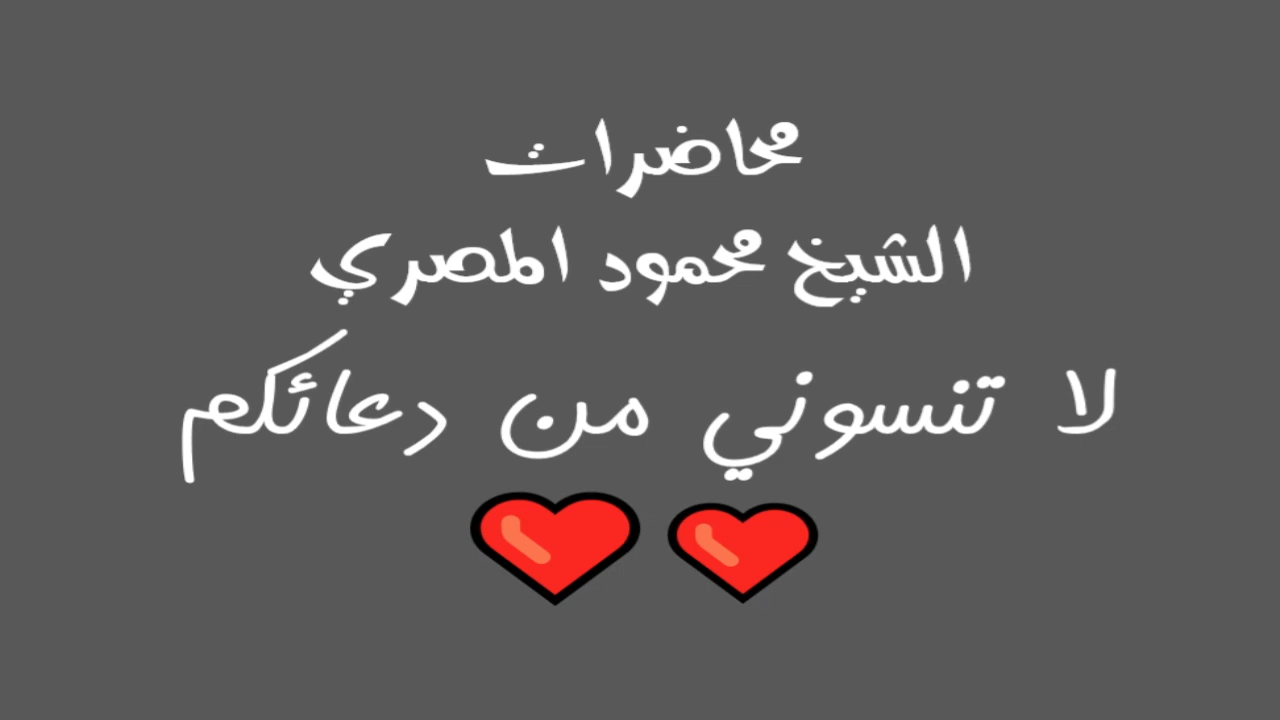 محاضرات
الشيخ محمود المصري
لا تنسوني من دعائكم